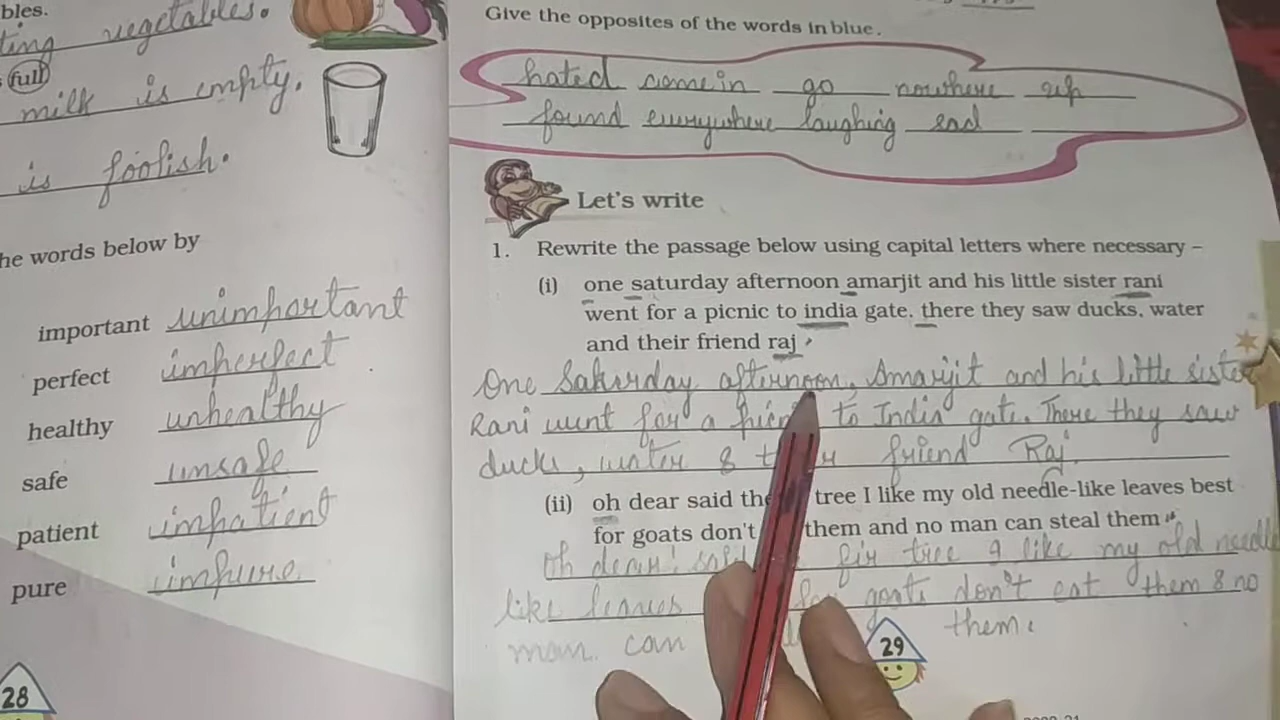 bles.
ting vegetables.
full
milk is empty.
is foolish.
he words below by
important unimportant
perfect imperfect
healthy unhealthy
safe unsafe
patient impatient
pure impure
28
Give the opposites of the words in blue.
hated come in go nowhere up
found everywhere laughing sad
Let's write
1. Rewrite the passage below using capital letters where necessary –
(i) one saturday afternoon amarjit and his little sister rani
went for a picnic to india gate. there they saw ducks, water
and their friend raj.
One Saturday afternoon, Amarjit and his little sister
Rani went for a to India gate. There they saw
ducks, water & friend Raj
(ii) oh dear said the tree I like my old needle-like leaves best
for goats don't them and no man can steal them"
Oh dear! fir tree I like my old needle
like leaves goats don't eat them & no
man can them.
29